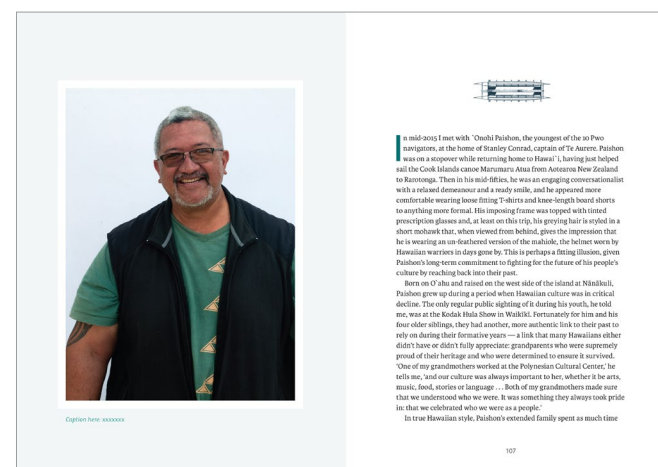 Caption here: xxxxxxx
In mid-2015 I met with `Onohi Paishon, the youngest of the 10 Pwo
navigators, at the home of Stanley Conrad, captain of Te Aurere. Paishon
was on a stopover while returning home to Hawai`i, having just helped
sail the Cook Islands canoe Marumaru Atua from Aotearoa New Zealand
to Rarotonga. Then in his mid-fifties, he was an engaging conversationalist
with a relaxed demeanour and a ready smile, and he appeared more
comfortable wearing loose fitting T-shirts and knee-length board shorts
to anything more formal. His imposing frame was topped with tinted
prescription glasses and, at least on this trip, his greying hair is styled in a
short mohawk that, when viewed from behind, gives the impression that
he is wearing an un-feathered version of the mahiole, the helmet worn by
Hawaiian warriors in days gone by. This is perhaps a fitting illusion, given
Paishon's long-term commitment to fighting for the future of his people's
culture by reaching back into their past.
Born on O`ahu and raised on the west side of the island at Nānākuli,
Paishon grew up during a period when Hawaiian culture was in critical
decline. The only regular public sighting of it during his youth, he told
me, was at the Kodak Hula Show in Waikīkī. Fortunately for him and his
four older siblings, they had another, more authentic link to their past to
rely on during their formative years — a link that many Hawaiians either
didn't have or didn't fully appreciate: grandparents who were supremely
proud of their heritage and who were determined to ensure it survived.
'One of my grandmothers worked at the Polynesian Cultural Center,' he
tells me, 'and our culture was always important to her, whether it be arts,
music, food, stories or language . . . Both of my grandmothers made sure
that we understood who we were. It was something they always took pride
in: that we celebrated who we were as a people.'
In true Hawaiian style, Paishon's extended family spent as much time
107